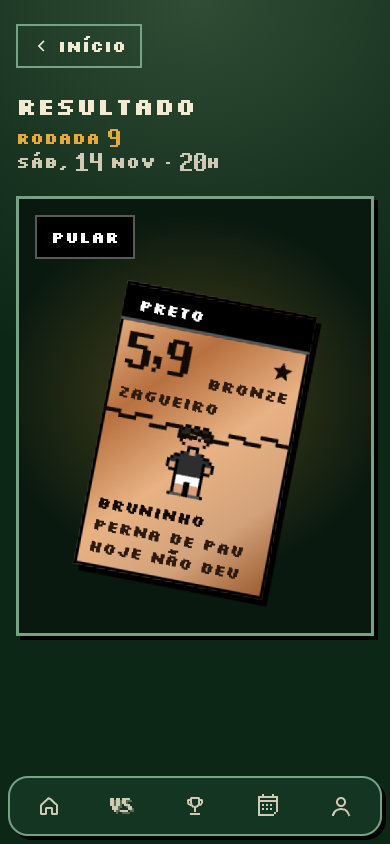 INÍCIO
RESULTADO
RODADA 9
SÁB, 14 NOV · 20H
PULAR
PRETO
5,9
BRONZE
ZAGUEIRO
BRUNINHO
PERNA DE PAU
HOJE NÃO DEU
VS